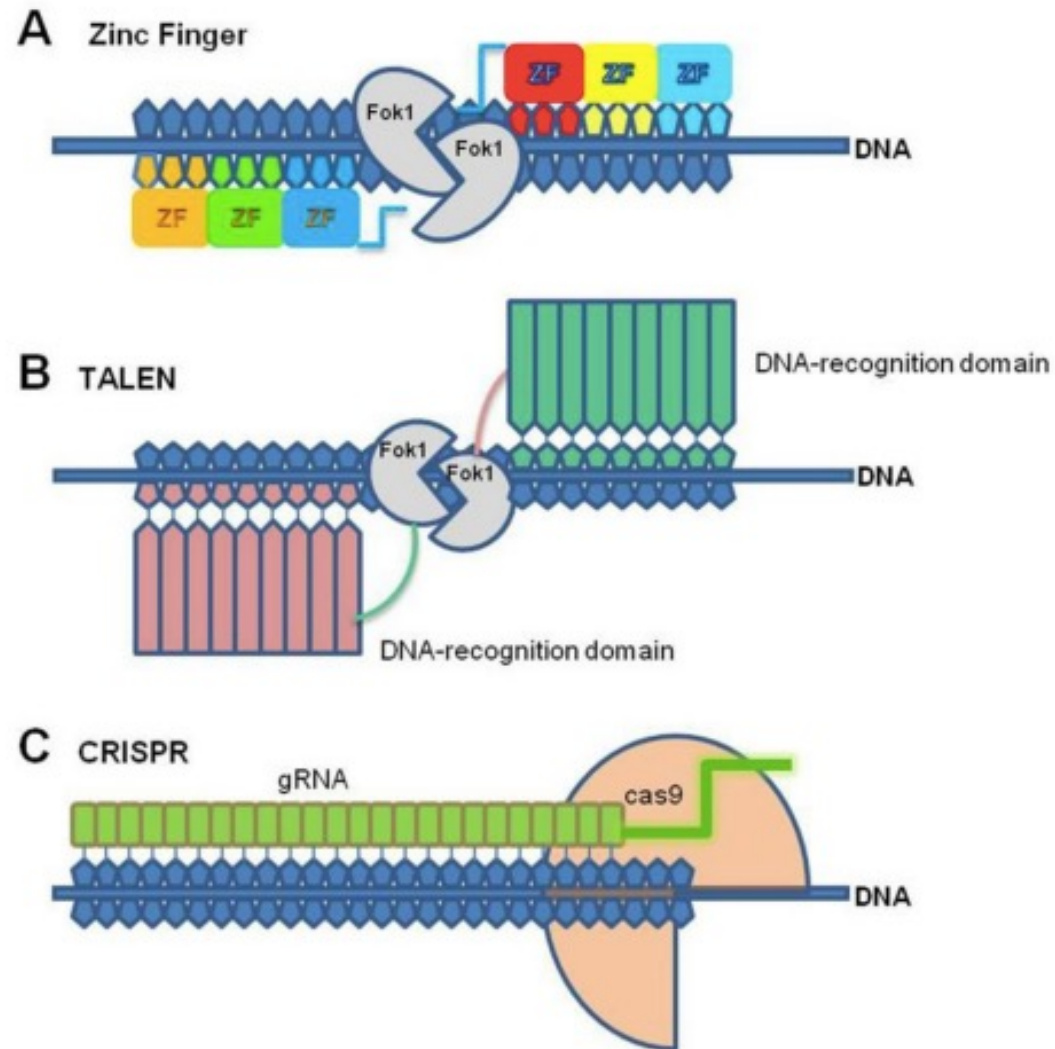 A Zinc Finger
ZF ZF ZF
Fok1
Fok1
DNA
ZF ZF ZF
B TALEN
DNA-recognition domain
Fok1
Fok1
DNA
DNA-recognition domain
C CRISPR
gRNA
cas9
DNA